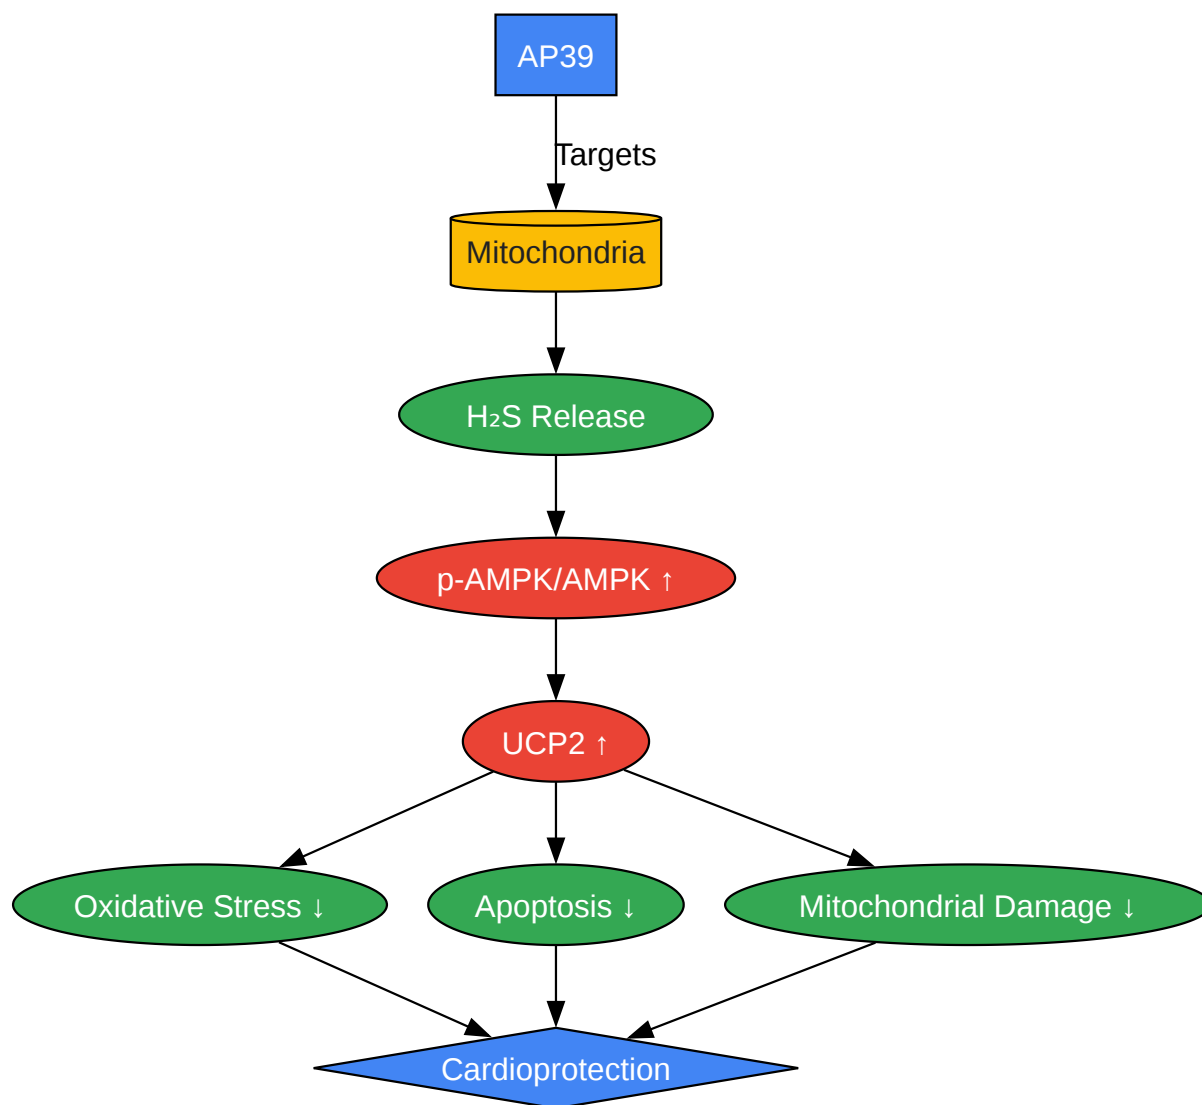 AP39
Targets
Mitochondria
H₂S Release
p-AMPK/AMPK ↑
UCP2 ↑
Oxidative Stress ↓
Apoptosis ↓
Mitochondrial Damage ↓
Cardioprotection